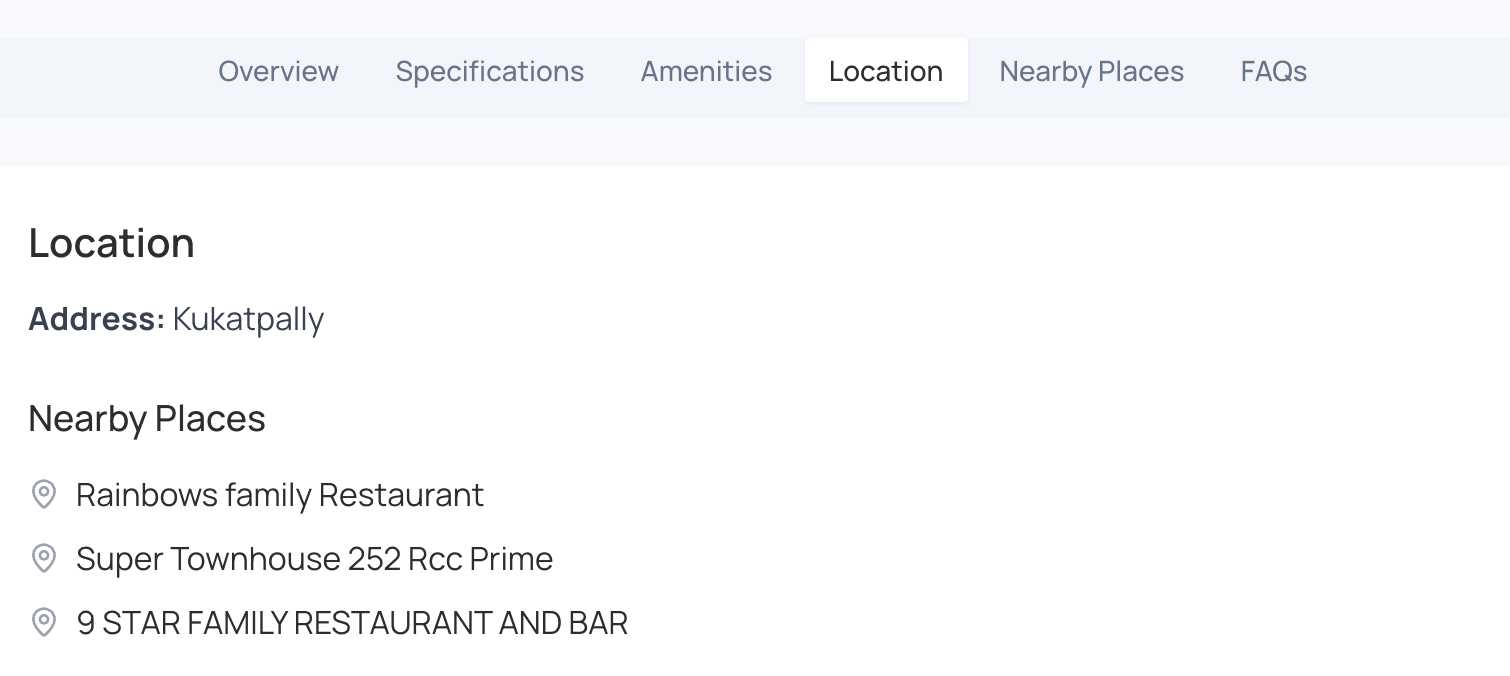 Overview Specifications Amenities Location Nearby Places FAQs
Location
Address: Kukatpally
Nearby Places
Rainbows family Restaurant
Super Townhouse 252 Rcc Prime
9 STAR FAMILY RESTAURANT AND BAR